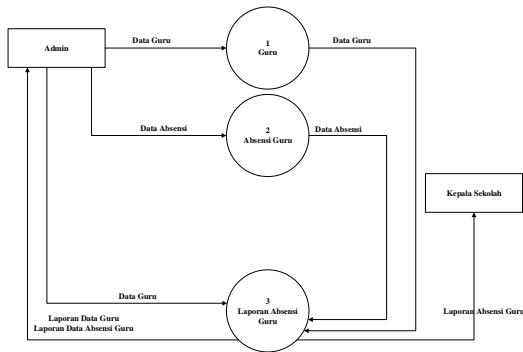 Admin
Data Guru
1
Guru
Data Guru
Data Absensi
2
Absensi Guru
Data Absensi
Kepala Sekolah
Data Guru
3
Laporan Absensi
Guru
Laporan Data Guru
Laporan Data Absensi Guru
Laporan Absensi Guru